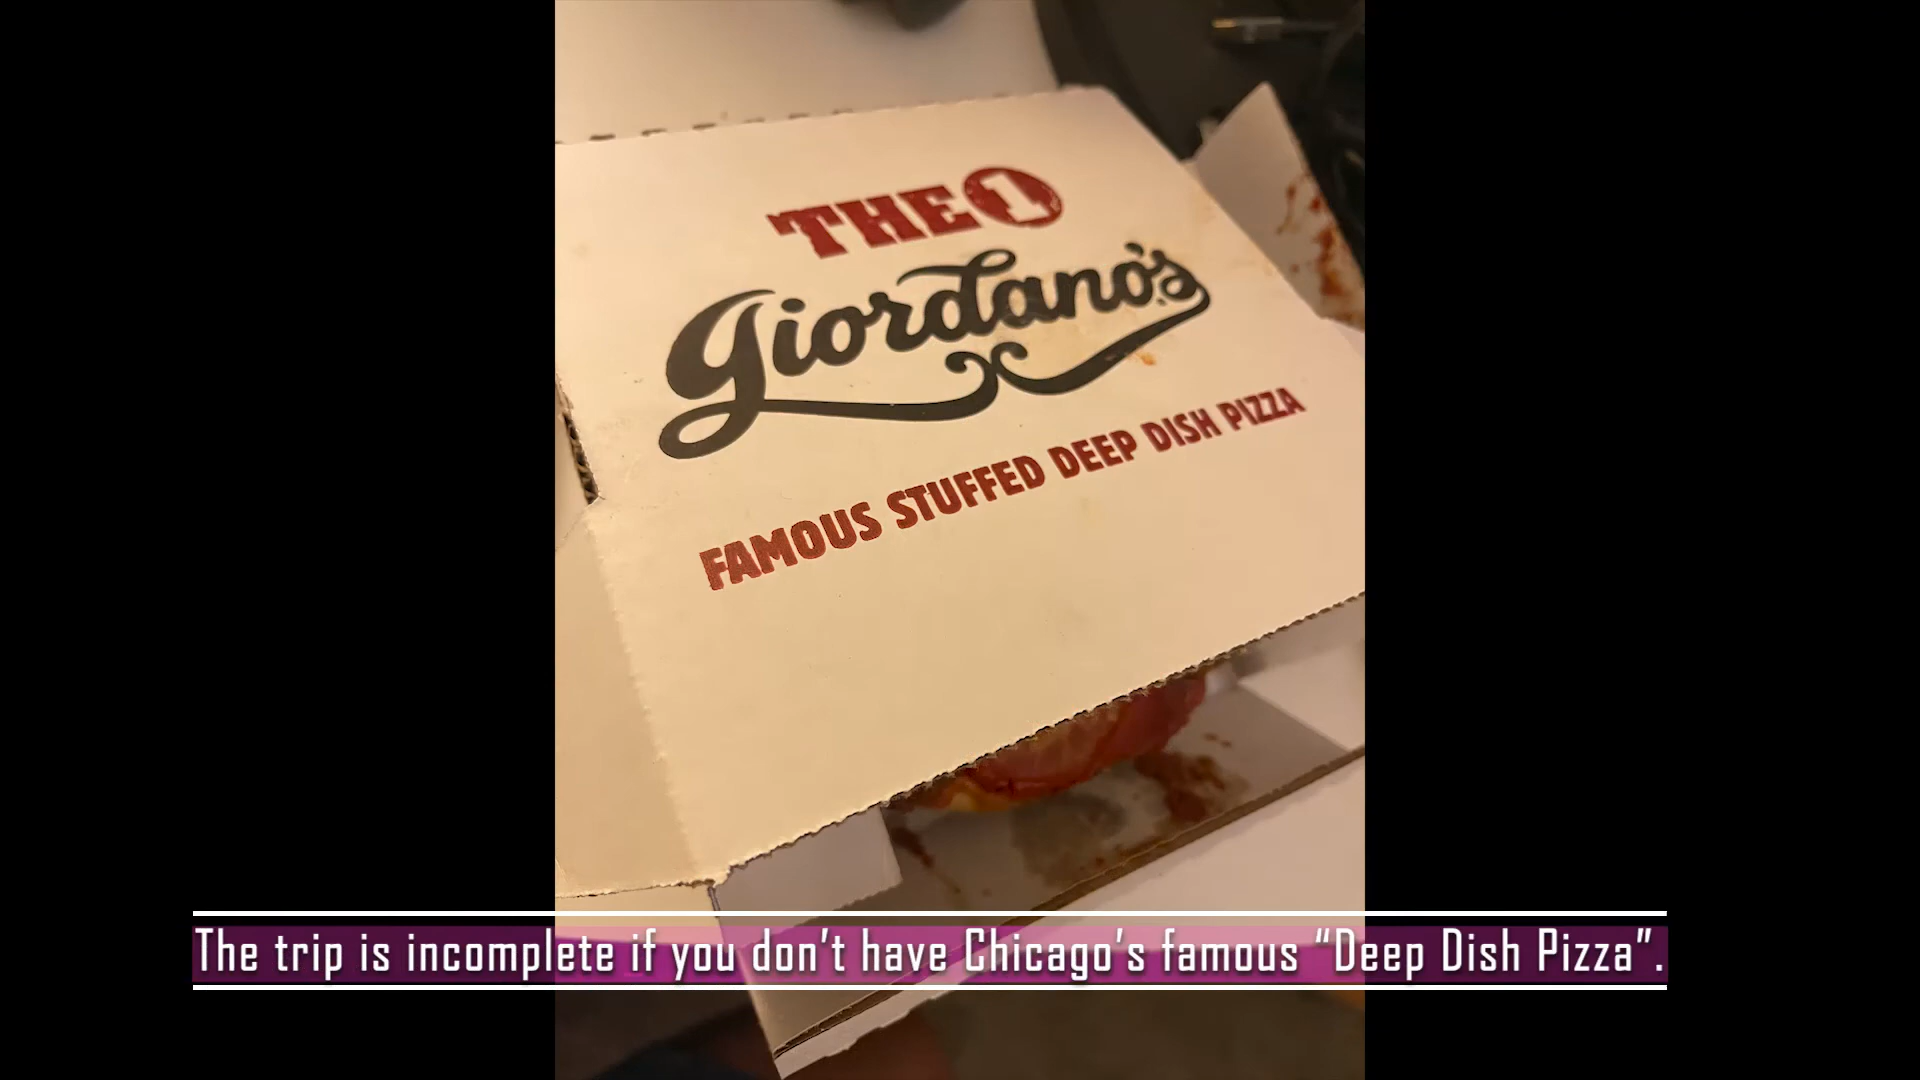 THE 1
Giordano's
FAMOUS STUFFED DEEP DISH PIZZA
The trip is incomplete if you don’t have Chicago’s famous “Deep Dish Pizza”.